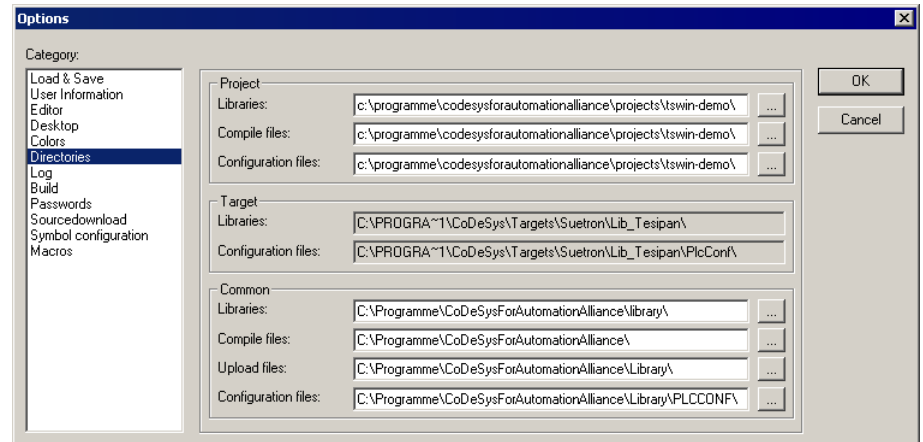 Options
Category:
Load & Save
User Information
Editor
Desktop
Colors
Directories
Log
Build
Passwords
Sourcedownload
Symbol configuration
Macros
Project
Libraries: c:\programme\codesysforautomationalliance\projects\tswin-demo\ ...
Compile files: c:\programme\codesysforautomationalliance\projects\tswin-demo\ ...
Configuration files: c:\programme\codesysforautomationalliance\projects\tswin-demo\ ...
Target
Libraries: C:\PROGRA~1\CoDeSys\Targets\Suetron\Lib_Tesipan\
Configuration files: C:\PROGRA~1\CoDeSys\Targets\Suetron\Lib_Tesipan\PlcConf\
Common
Libraries: C:\Programme\CoDeSysForAutomationAlliance\library\ ...
Compile files: C:\Programme\CoDeSysForAutomationAlliance\ ...
Upload files: C:\Programme\CoDeSysForAutomationAlliance\Library\ ...
Configuration files: C:\Programme\CoDeSysForAutomationAlliance\Library\PLCCONF\ ...
OK
Cancel